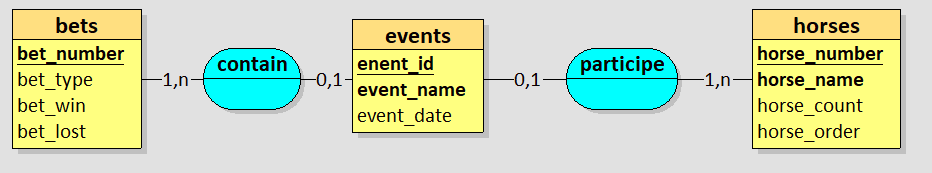 bets
bet_number
bet_type
bet_win
bet_lost
1,n
contain
0,1
events
enent_id
event_name
event_date
0,1
participe
1,n
horses
horse_number
horse_name
horse_count
horse_order